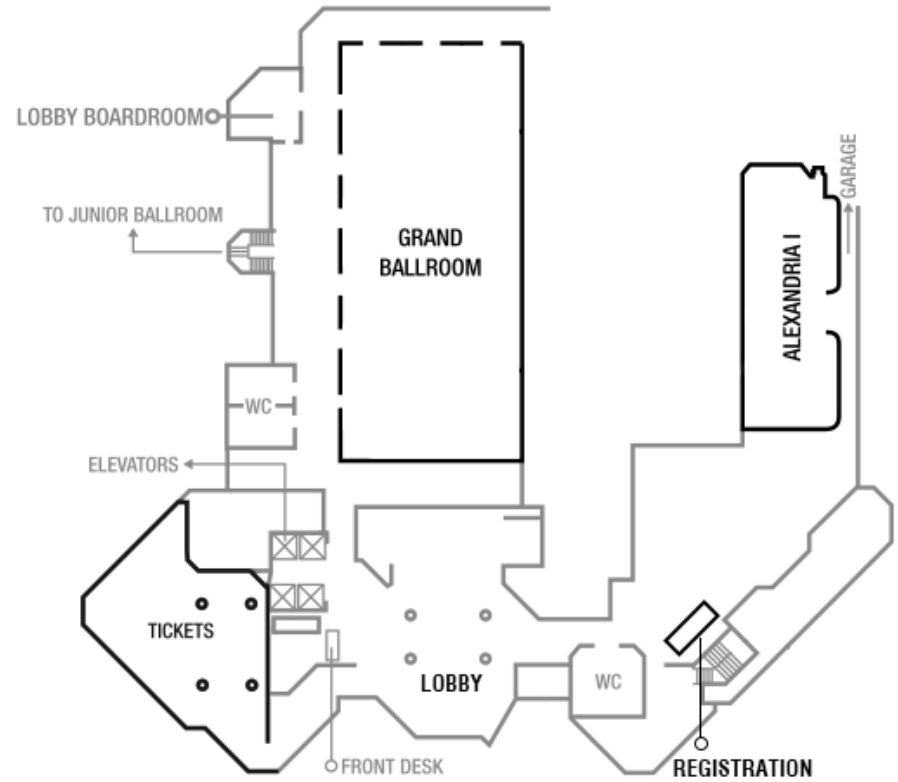 LOBBY BOARDROOM
TO JUNIOR BALLROOM
GRAND
BALLROOM
GARAGE
ALEXANDRIA I
WC
ELEVATORS
TICKETS
LOBBY
WC
FRONT DESK
REGISTRATION